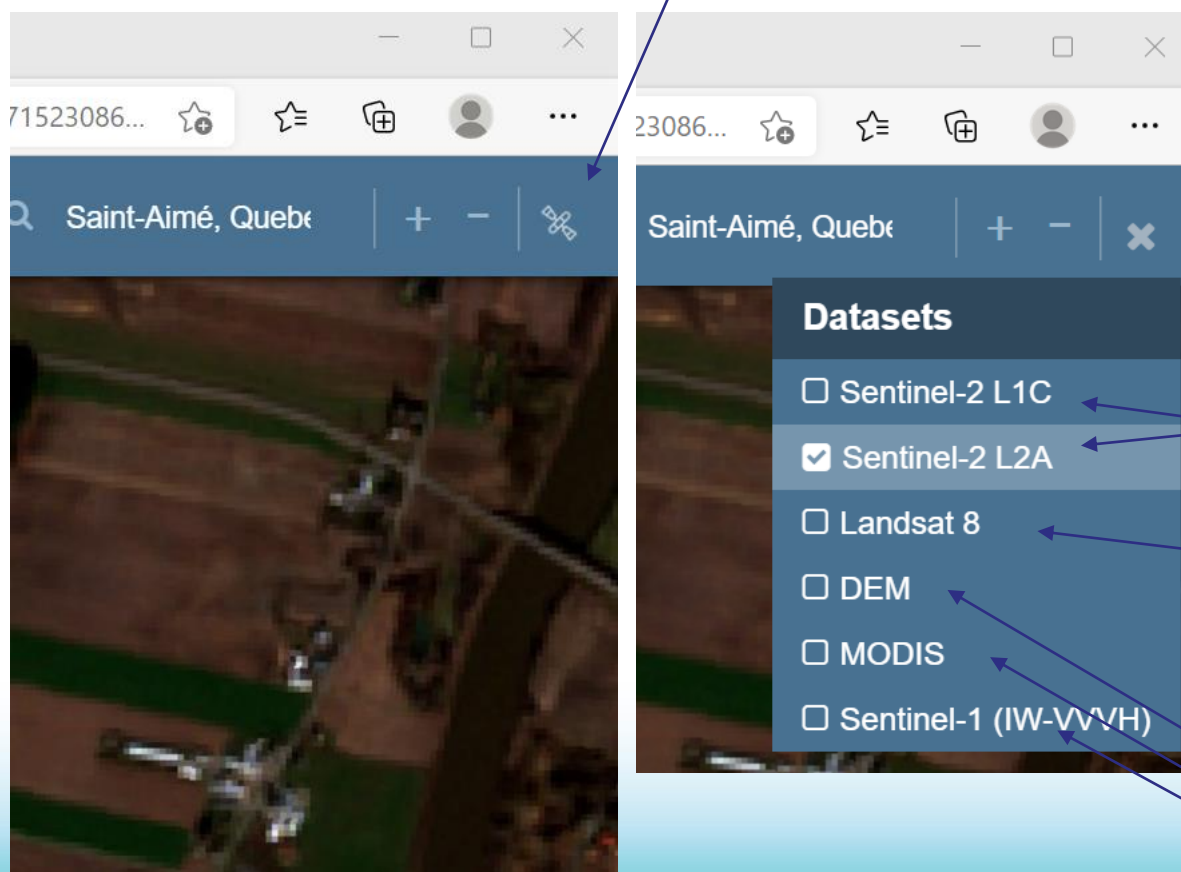 71523086...
Saint-Aimé, Quebe
23086...
Saint-Aimé, Quebe
Datasets
Sentinel-2 L1C
Sentinel-2 L2A
Landsat 8
DEM
MODIS
Sentinel-1 (IW-VVVH)